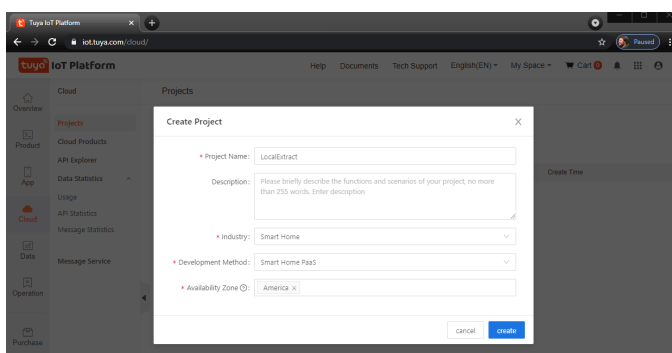 Tuya IoT Platform
iot.tuya.com/cloud/
Paused
tuya IoT Platform
Help Documents Tech Support English(EN) My Space Cart 0
Overview
Product
App
Cloud
Data
Operation
Purchase
Cloud
Projects
Cloud Products
API Explorer
Data Statistics
Usage
API Statistics
Message Statistics
Message Service
Projects
Create Time
Create Project
* Project Name: LocalExtract
Description: Please briefly describe the functions and scenarios of your project, no more
than 255 words. Enter description
* Industry: Smart Home
* Development Method: Smart Home PaaS
* Availability Zone : America ×
cancel create